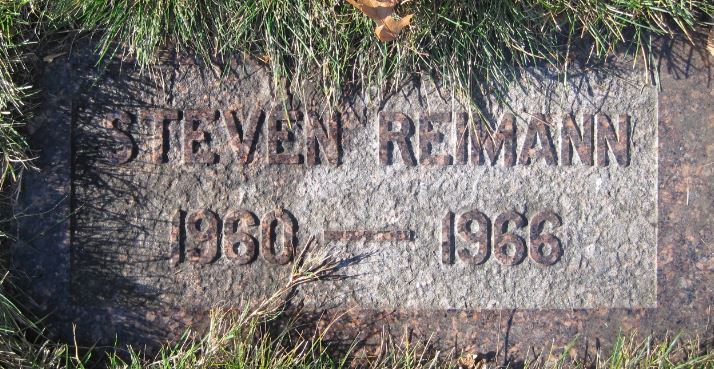 STEVEN REIMANN
1960 — 1966